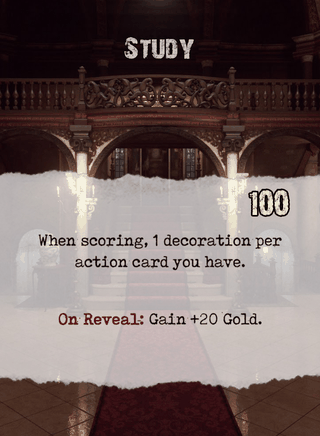 Study
100
When scoring, 1 decoration per
action card you have.
On Reveal: Gain +20 Gold.